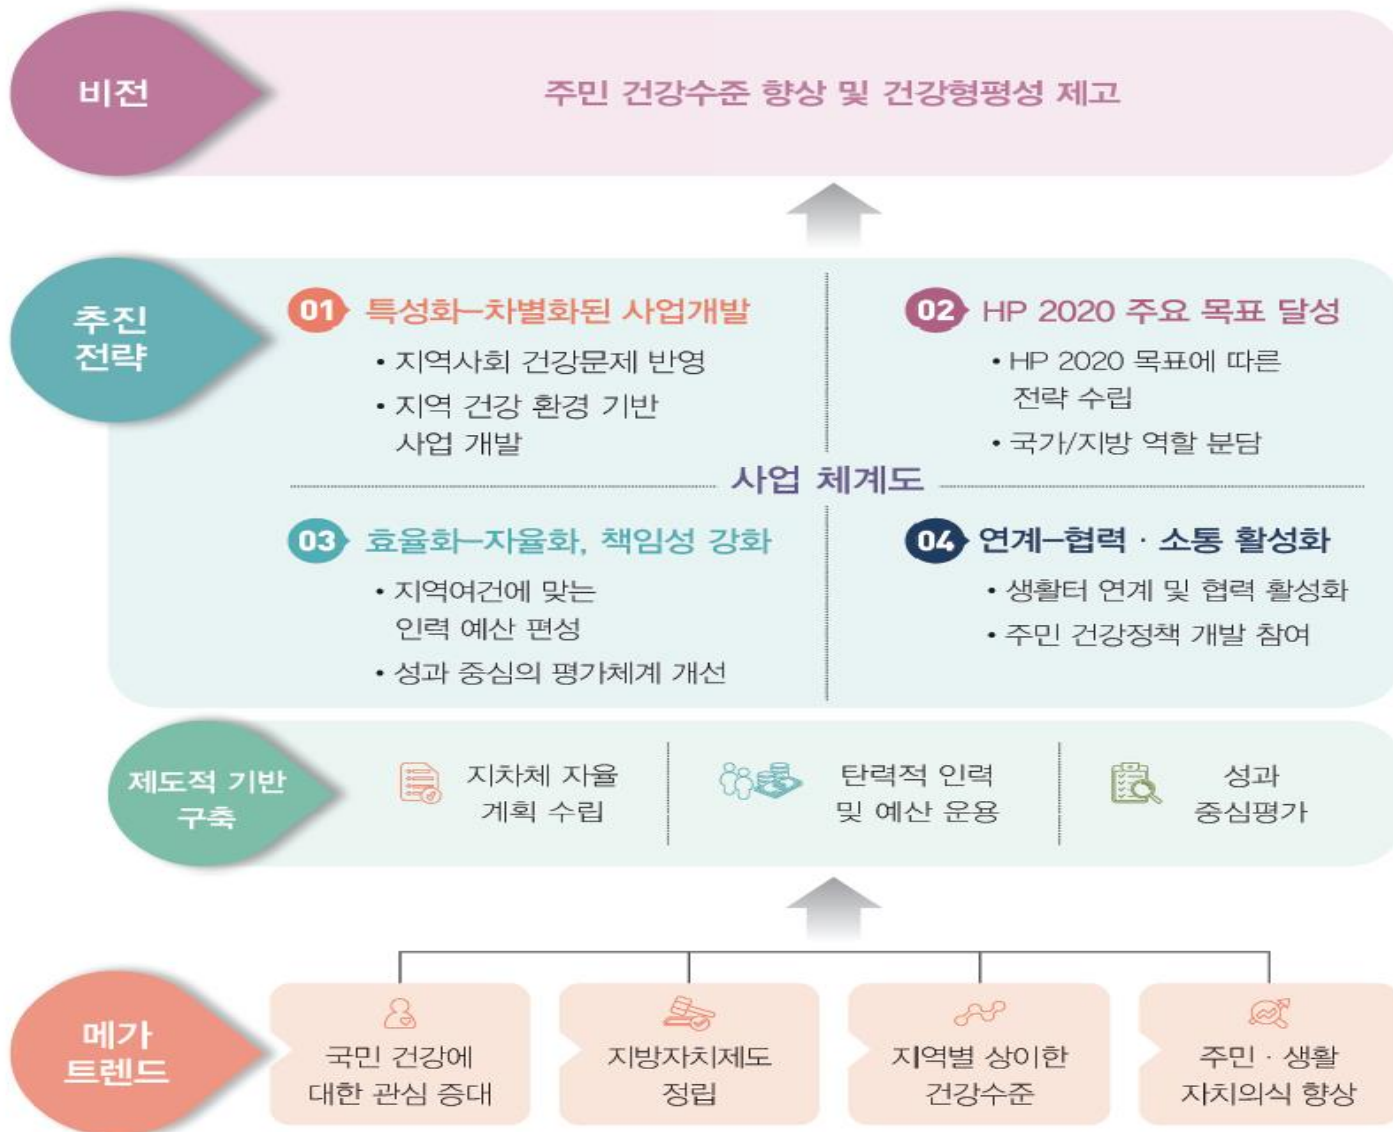 비전
주민 건강수준 향상 및 건강형평성 제고
추진
전략
01 특성화-차별화된 사업개발
• 지역사회 건강문제 반영
• 지역 건강 환경 기반
사업 개발
02 HP 2020 주요 목표 달성
• HP 2020 목표에 따른
전략 수립
• 국가/지방 역할 분담
사업 체계도
03 효율화-자율화, 책임성 강화
• 지역여건에 맞는
인력 예산 편성
• 성과 중심의 평가체계 개선
04 연계-협력 · 소통 활성화
• 생활터 연계 및 협력 활성화
• 주민 건강정책 개발 참여
제도적 기반
구축
지차체 자율
계획 수립
탄력적 인력
및 예산 운용
성과
중심평가
메가
트렌드
국민 건강에
대한 관심 증대
지방자치제도
정립
지역별 상이한
건강수준
주민 · 생활
자치의식 향상